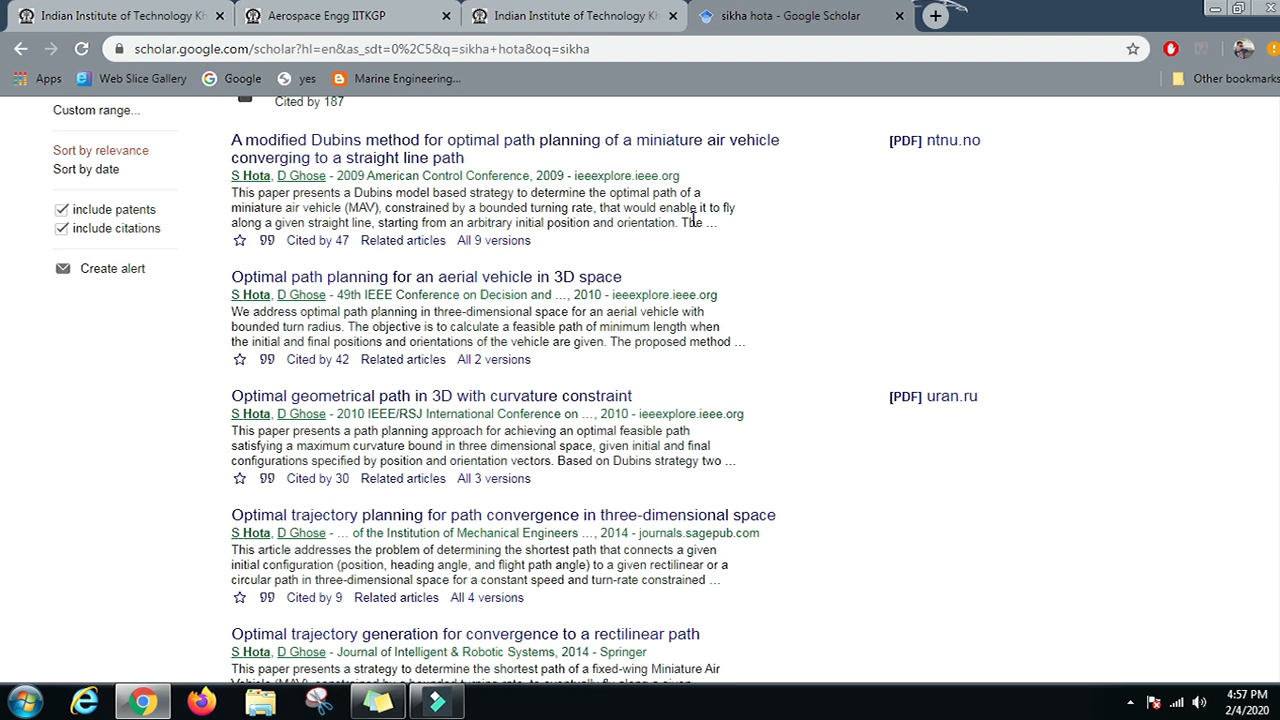 Indian Institute of Technology Kh
Aerospace Engg IITKGP
Indian Institute of Technology Kh
sikha hota - Google Scholar
scholar.google.com/scholar?hl=en&as_sdt=0%2C5&q=sikha+hota&oq=sikha
Apps
Web Slice Gallery
Google
yes
Marine Engineering...
Other bookmarks
Custom range...
Sort by relevance
Sort by date
include patents
include citations
Create alert
Cited by 187
A modified Dubins method for optimal path planning of a miniature air vehicle
converging to a straight line path
[PDF] ntnu.no
S Hota, D Ghose - 2009 American Control Conference, 2009 - ieeexplore.ieee.org
This paper presents a Dubins model based strategy to determine the optimal path of a
miniature air vehicle (MAV), constrained by a bounded turning rate, that would enable it to fly
along a given straight line, starting from an arbitrary initial position and orientation. The ...
Cited by 47 Related articles All 9 versions
Optimal path planning for an aerial vehicle in 3D space
S Hota, D Ghose - 49th IEEE Conference on Decision and ..., 2010 - ieeexplore.ieee.org
We address optimal path planning in three-dimensional space for an aerial vehicle with
bounded turn radius. The objective is to calculate a feasible path of minimum length when
the initial and final positions and orientations of the vehicle are given. The proposed method ...
Cited by 42 Related articles All 2 versions
Optimal geometrical path in 3D with curvature constraint
[PDF] uran.ru
S Hota, D Ghose - 2010 IEEE/RSJ International Conference on ..., 2010 - ieeexplore.ieee.org
This paper presents a path planning approach for achieving an optimal feasible path
satisfying a maximum curvature bound in three dimensional space, given initial and final
configurations specified by position and orientation vectors. Based on Dubins strategy two ...
Cited by 30 Related articles All 3 versions
Optimal trajectory planning for path convergence in three-dimensional space
S Hota, D Ghose - ... of the Institution of Mechanical Engineers ..., 2014 - journals.sagepub.com
This article addresses the problem of determining the shortest path that connects a given
initial configuration (position, heading angle, and flight path angle) to a given rectilinear or a
circular path in three-dimensional space for a constant speed and turn-rate constrained ...
Cited by 9 Related articles All 4 versions
Optimal trajectory generation for convergence to a rectilinear path
S Hota, D Ghose - Journal of Intelligent & Robotic Systems, 2014 - Springer
This paper presents a strategy to determine the shortest path of a fixed-wing Miniature Air
Vehicle (MAV), constrained by a bounded turning rate, to eventually fly along a given
4:57 PM
2/4/2020